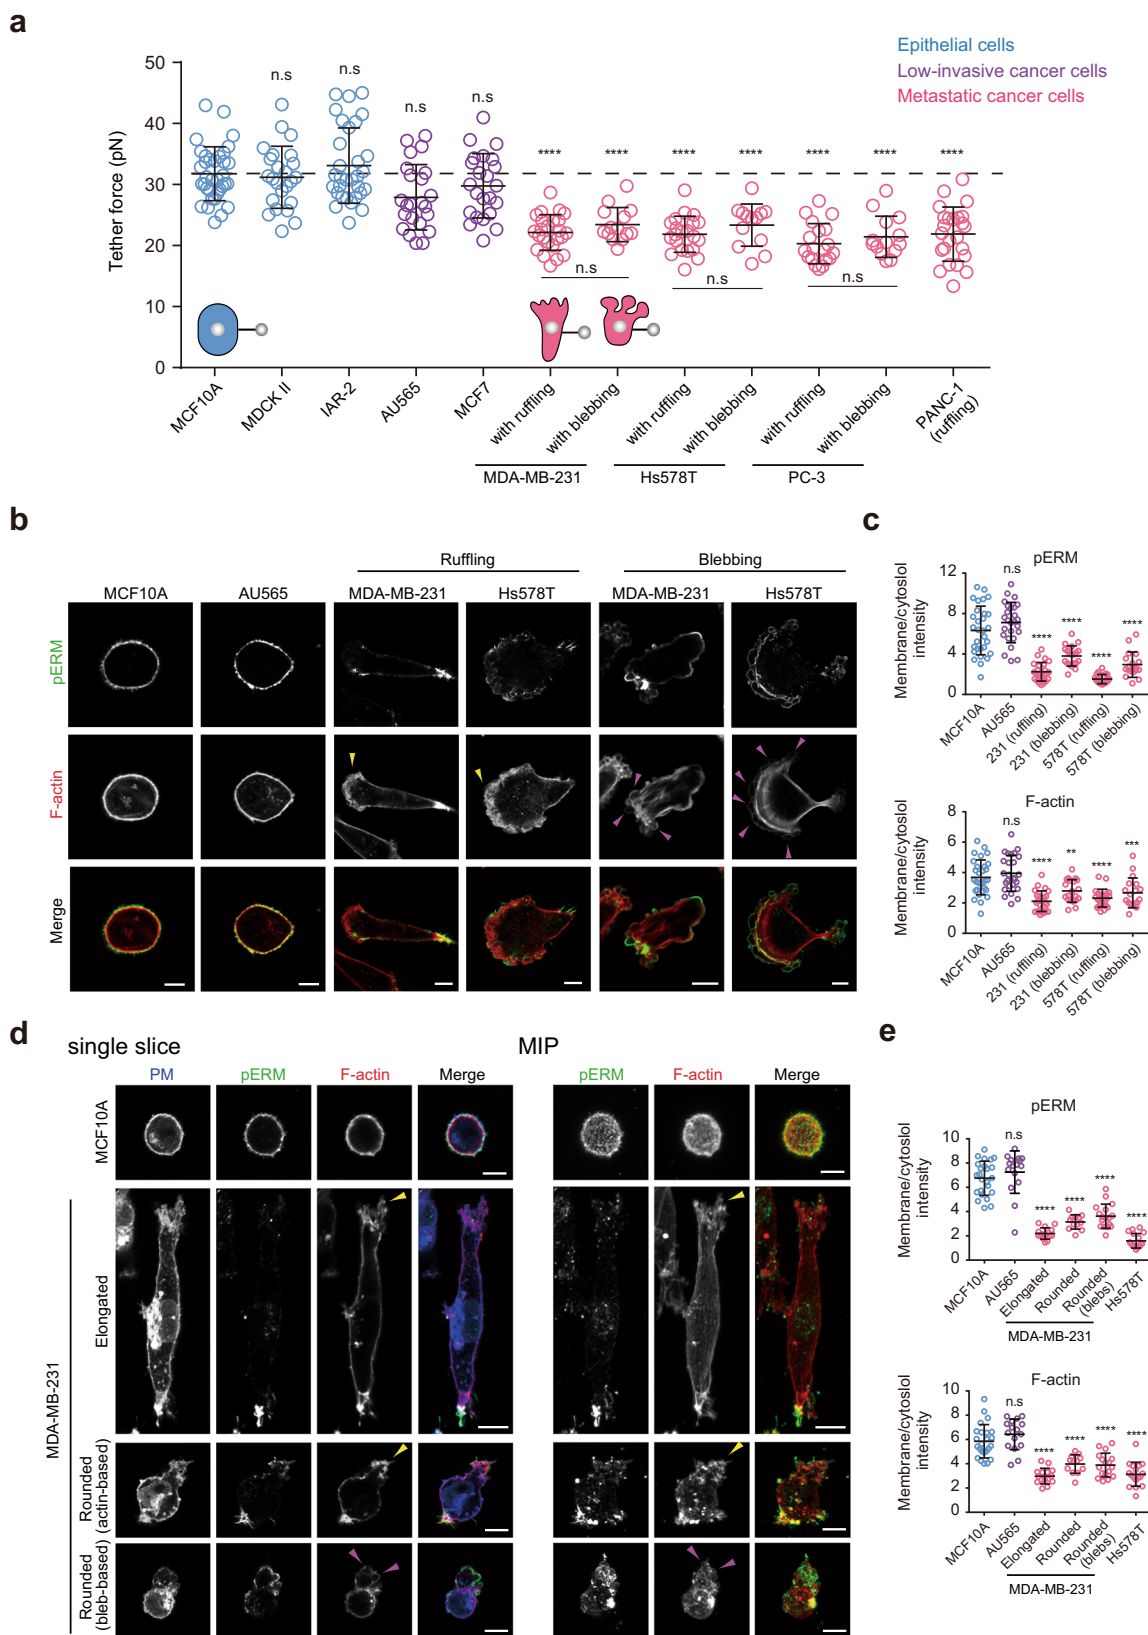 a
Epithelial cells
Low-invasive cancer cells
Metastatic cancer cells
Tether force (pN)
50
40
30
20
10
0
n.s
n.s
n.s
n.s
****
****
****
****
****
****
****
n.s
n.s
n.s
MCF10A
MDCK II
IAR-2
AU565
MCF7
with ruffling
with blebbing
with ruffling
with blebbing
with ruffling
with blebbing
PANC-1
(ruffling)
MDA-MB-231
Hs578T
PC-3
b
Ruffling
Blebbing
MCF10A
AU565
MDA-MB-231
Hs578T
MDA-MB-231
Hs578T
pERM
F-actin
Merge
c
pERM
Membrane/cytoslol
intensity
12
8
4
0
n.s
****
****
****
****
MCF10A
AU565
231 (ruffling)
231 (blebbing)
578T (ruffling)
578T (blebbing)
F-actin
Membrane/cytoslol
intensity
8
6
4
2
0
n.s
****
**
****
***
MCF10A
AU565
231 (ruffling)
231 (blebbing)
578T (ruffling)
578T (blebbing)
d
single slice
MIP
PM
pERM
F-actin
Merge
pERM
F-actin
Merge
MCF10A
MDA-MB-231
Elongated
Rounded
(actin-based)
Rounded
(bleb-based)
e
pERM
Membrane/cytoslol
intensity
10
8
6
4
2
0
n.s
****
****
****
****
MCF10A
AU565
Elongated
Rounded
Rounded
(blebs)
Hs578T
MDA-MB-231
F-actin
Membrane/cytoslol
intensity
10
8
6
4
2
0
n.s
****
****
****
****
MCF10A
AU565
Elongated
Rounded
Rounded
(blebs)
Hs578T
MDA-MB-231